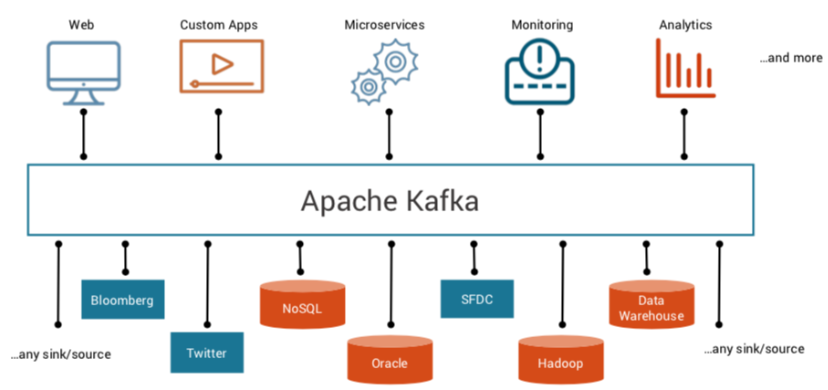 Web
Custom Apps
Microservices
Monitoring
Analytics
...and more
Apache Kafka
Bloomberg
NoSQL
SFDC
Data
Warehouse
...any sink/source
Twitter
Oracle
Hadoop
...any sink/source